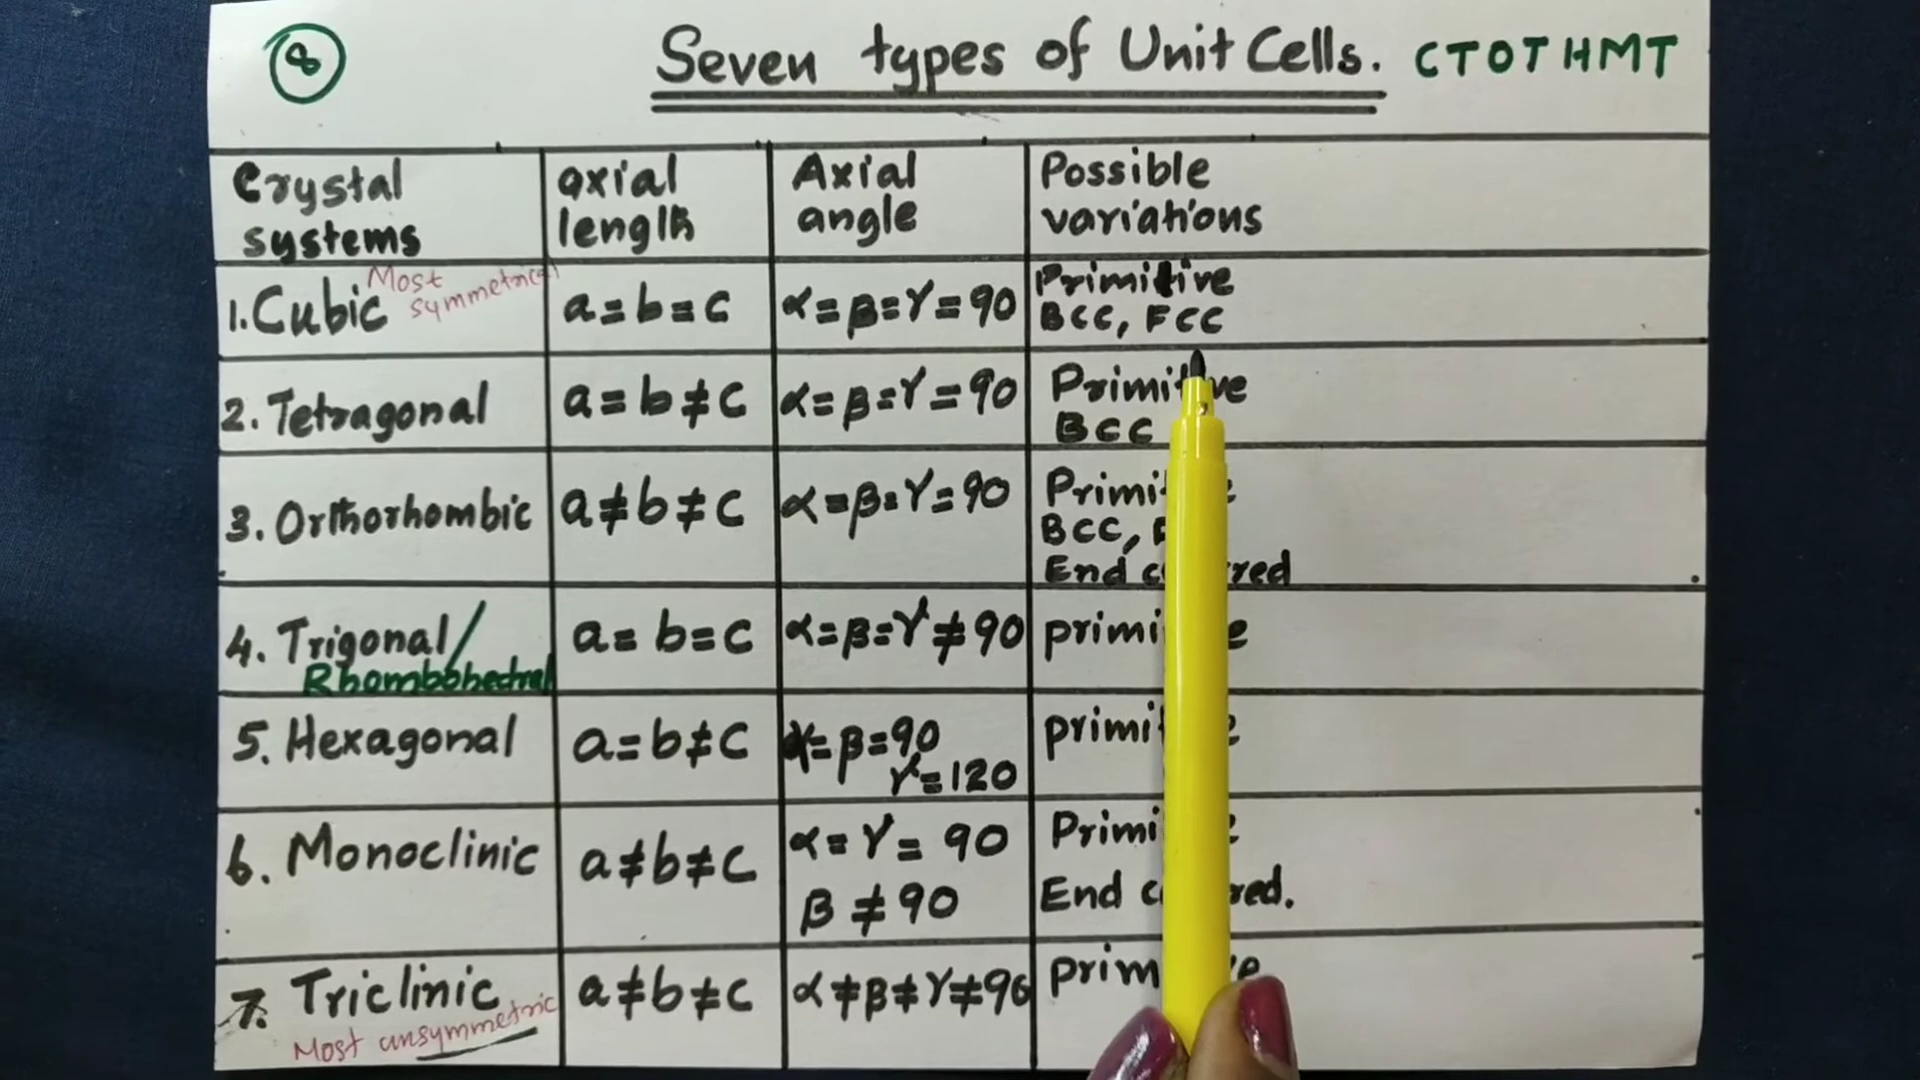 8
Seven types of Unit Cells. CTOTHMT
Crystal systems
axial length
Axial angle
Possible variations
1. Cubic Most symmetrical
a = b = c
α = β = γ = 90
Primitive
BCC, FCC
2. Tetragonal
a = b ≠ c
α = β = γ = 90
Primitive
BCC
3. Orthorhombic
a ≠ b ≠ c
α = β = γ = 90
BCC,
End
4. Trigonal/
Rhombohedral
a = b = c
α = β = γ ≠ 90
5. Hexagonal
a = b ≠ c
α = β = 90
γ = 120
6. Monoclinic
a ≠ b ≠ c
α = γ = 90
β ≠ 90
End
7. Triclinic
Most unsymmetric
a ≠ b ≠ c
α ≠ β ≠ γ ≠ 90